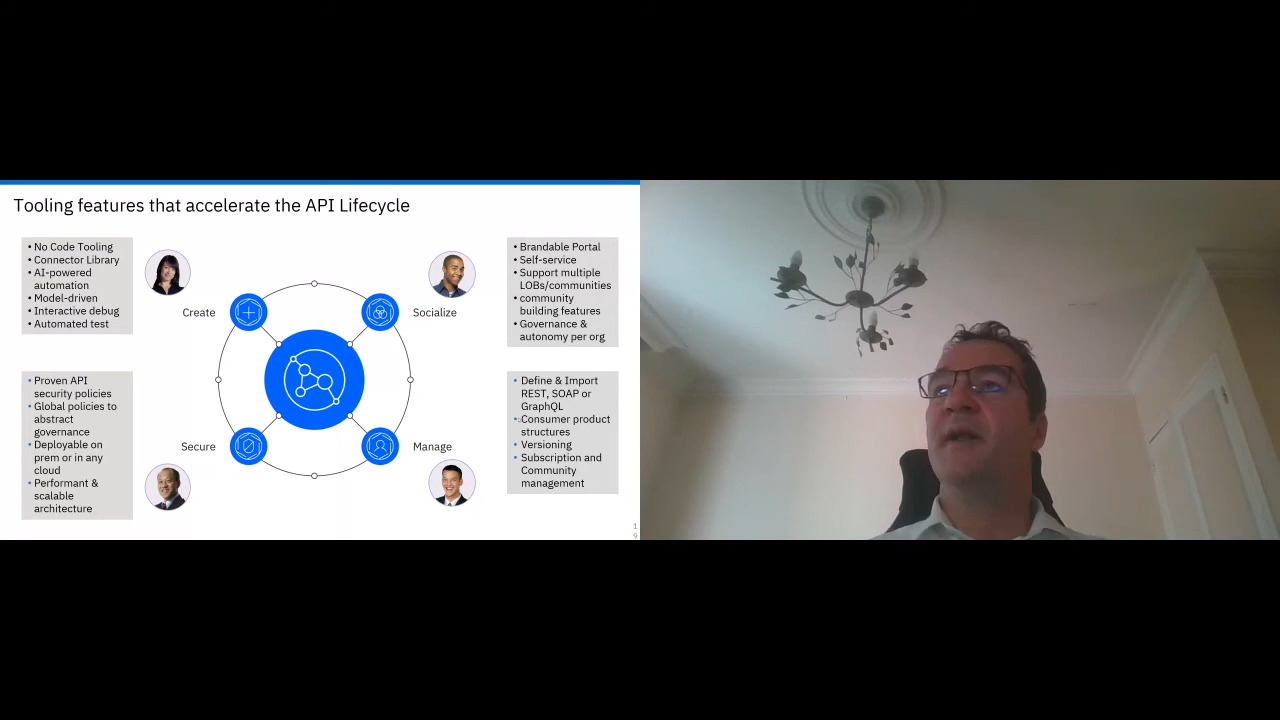 Tooling features that accelerate the API Lifecycle
• No Code Tooling
• Connector Library
• AI-powered
automation
• Model-driven
• Interactive debug
• Automated test
Create
Socialize
• Brandable Portal
• Self-service
• Support multiple
LOBs/communities
• community
building features
• Governance &
autonomy per org
• Proven API
security policies
• Global policies to
abstract
governance
• Deployable on
prem or in any
cloud
• Performant &
scalable
architecture
Secure
Manage
• Define & Import
REST, SOAP or
GraphQL
• Consumer product
structures
• Versioning
• Subscription and
Community
management
1
9